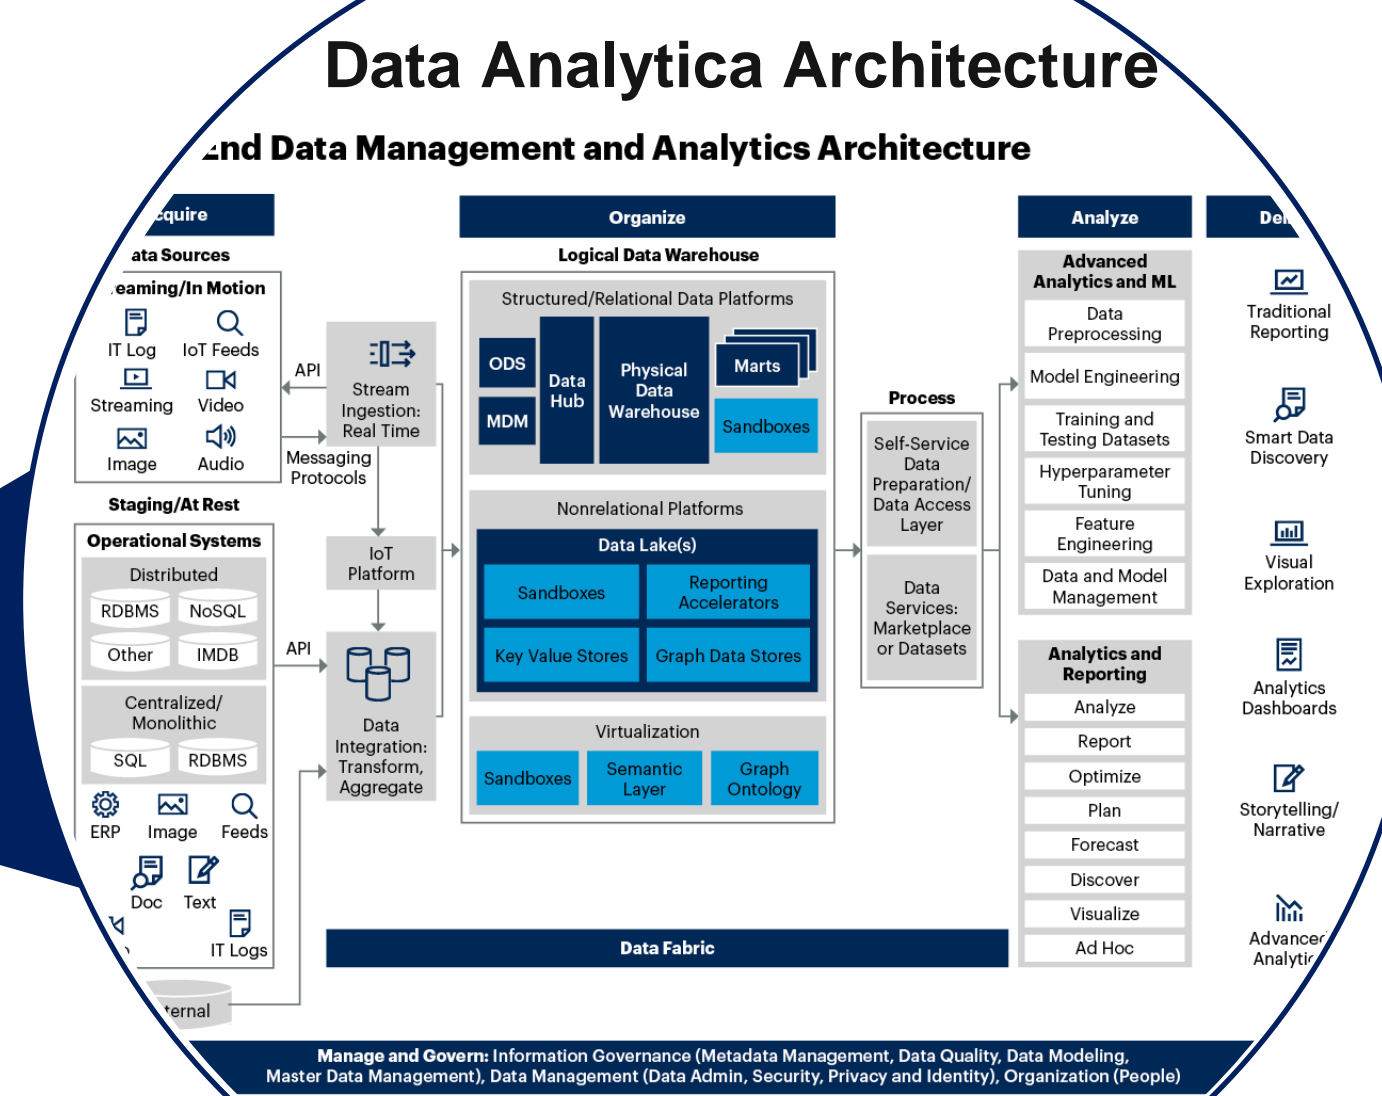 Data Analytica Architecture
End Data Management and Analytics Architecture
Organize
Analyze
Data Sources
Logical Data Warehouse
IT Log
IoT Feeds
Streaming
Video
Image
Audio
Staging/At Rest
Operational Systems
Distributed
RDBMS
NoSQL
Other
IMDB
Centralized/
Monolithic
SQL
RDBMS
ERP
Image
Feeds
Doc
Text
IT Logs
API
Messaging
Protocols
API
Stream
Ingestion:
Real Time
IoT
Platform
Data
Integration:
Transform,
Aggregate
Structured/Relational Data Platforms
ODS
MDM
Data
Hub
Physical
Data
Warehouse
Marts
Sandboxes
Nonrelational Platforms
Data Lake(s)
Sandboxes
Reporting
Accelerators
Key Value Stores
Graph Data Stores
Virtualization
Sandboxes
Semantic
Layer
Graph
Ontology
Process
Self-Service
Data
Preparation/
Data Access
Layer
Data
Services:
Marketplace
or Datasets
Advanced
Analytics and ML
Data
Preprocessing
Model Engineering
Training and
Testing Datasets
Hyperparameter
Tuning
Feature
Engineering
Data and Model
Management
Analytics and
Reporting
Analyze
Report
Optimize
Plan
Forecast
Discover
Visualize
Ad Hoc
Traditional
Reporting
Smart Data
Discovery
Visual
Exploration
Analytics
Dashboards
Storytelling/
Narrative
Advanced
Data Fabric
Manage and Govern: Information Governance (Metadata Management, Data Quality, Data Modeling,
Master Data Management), Data Management (Data Admin, Security, Privacy and Identity), Organization (People)